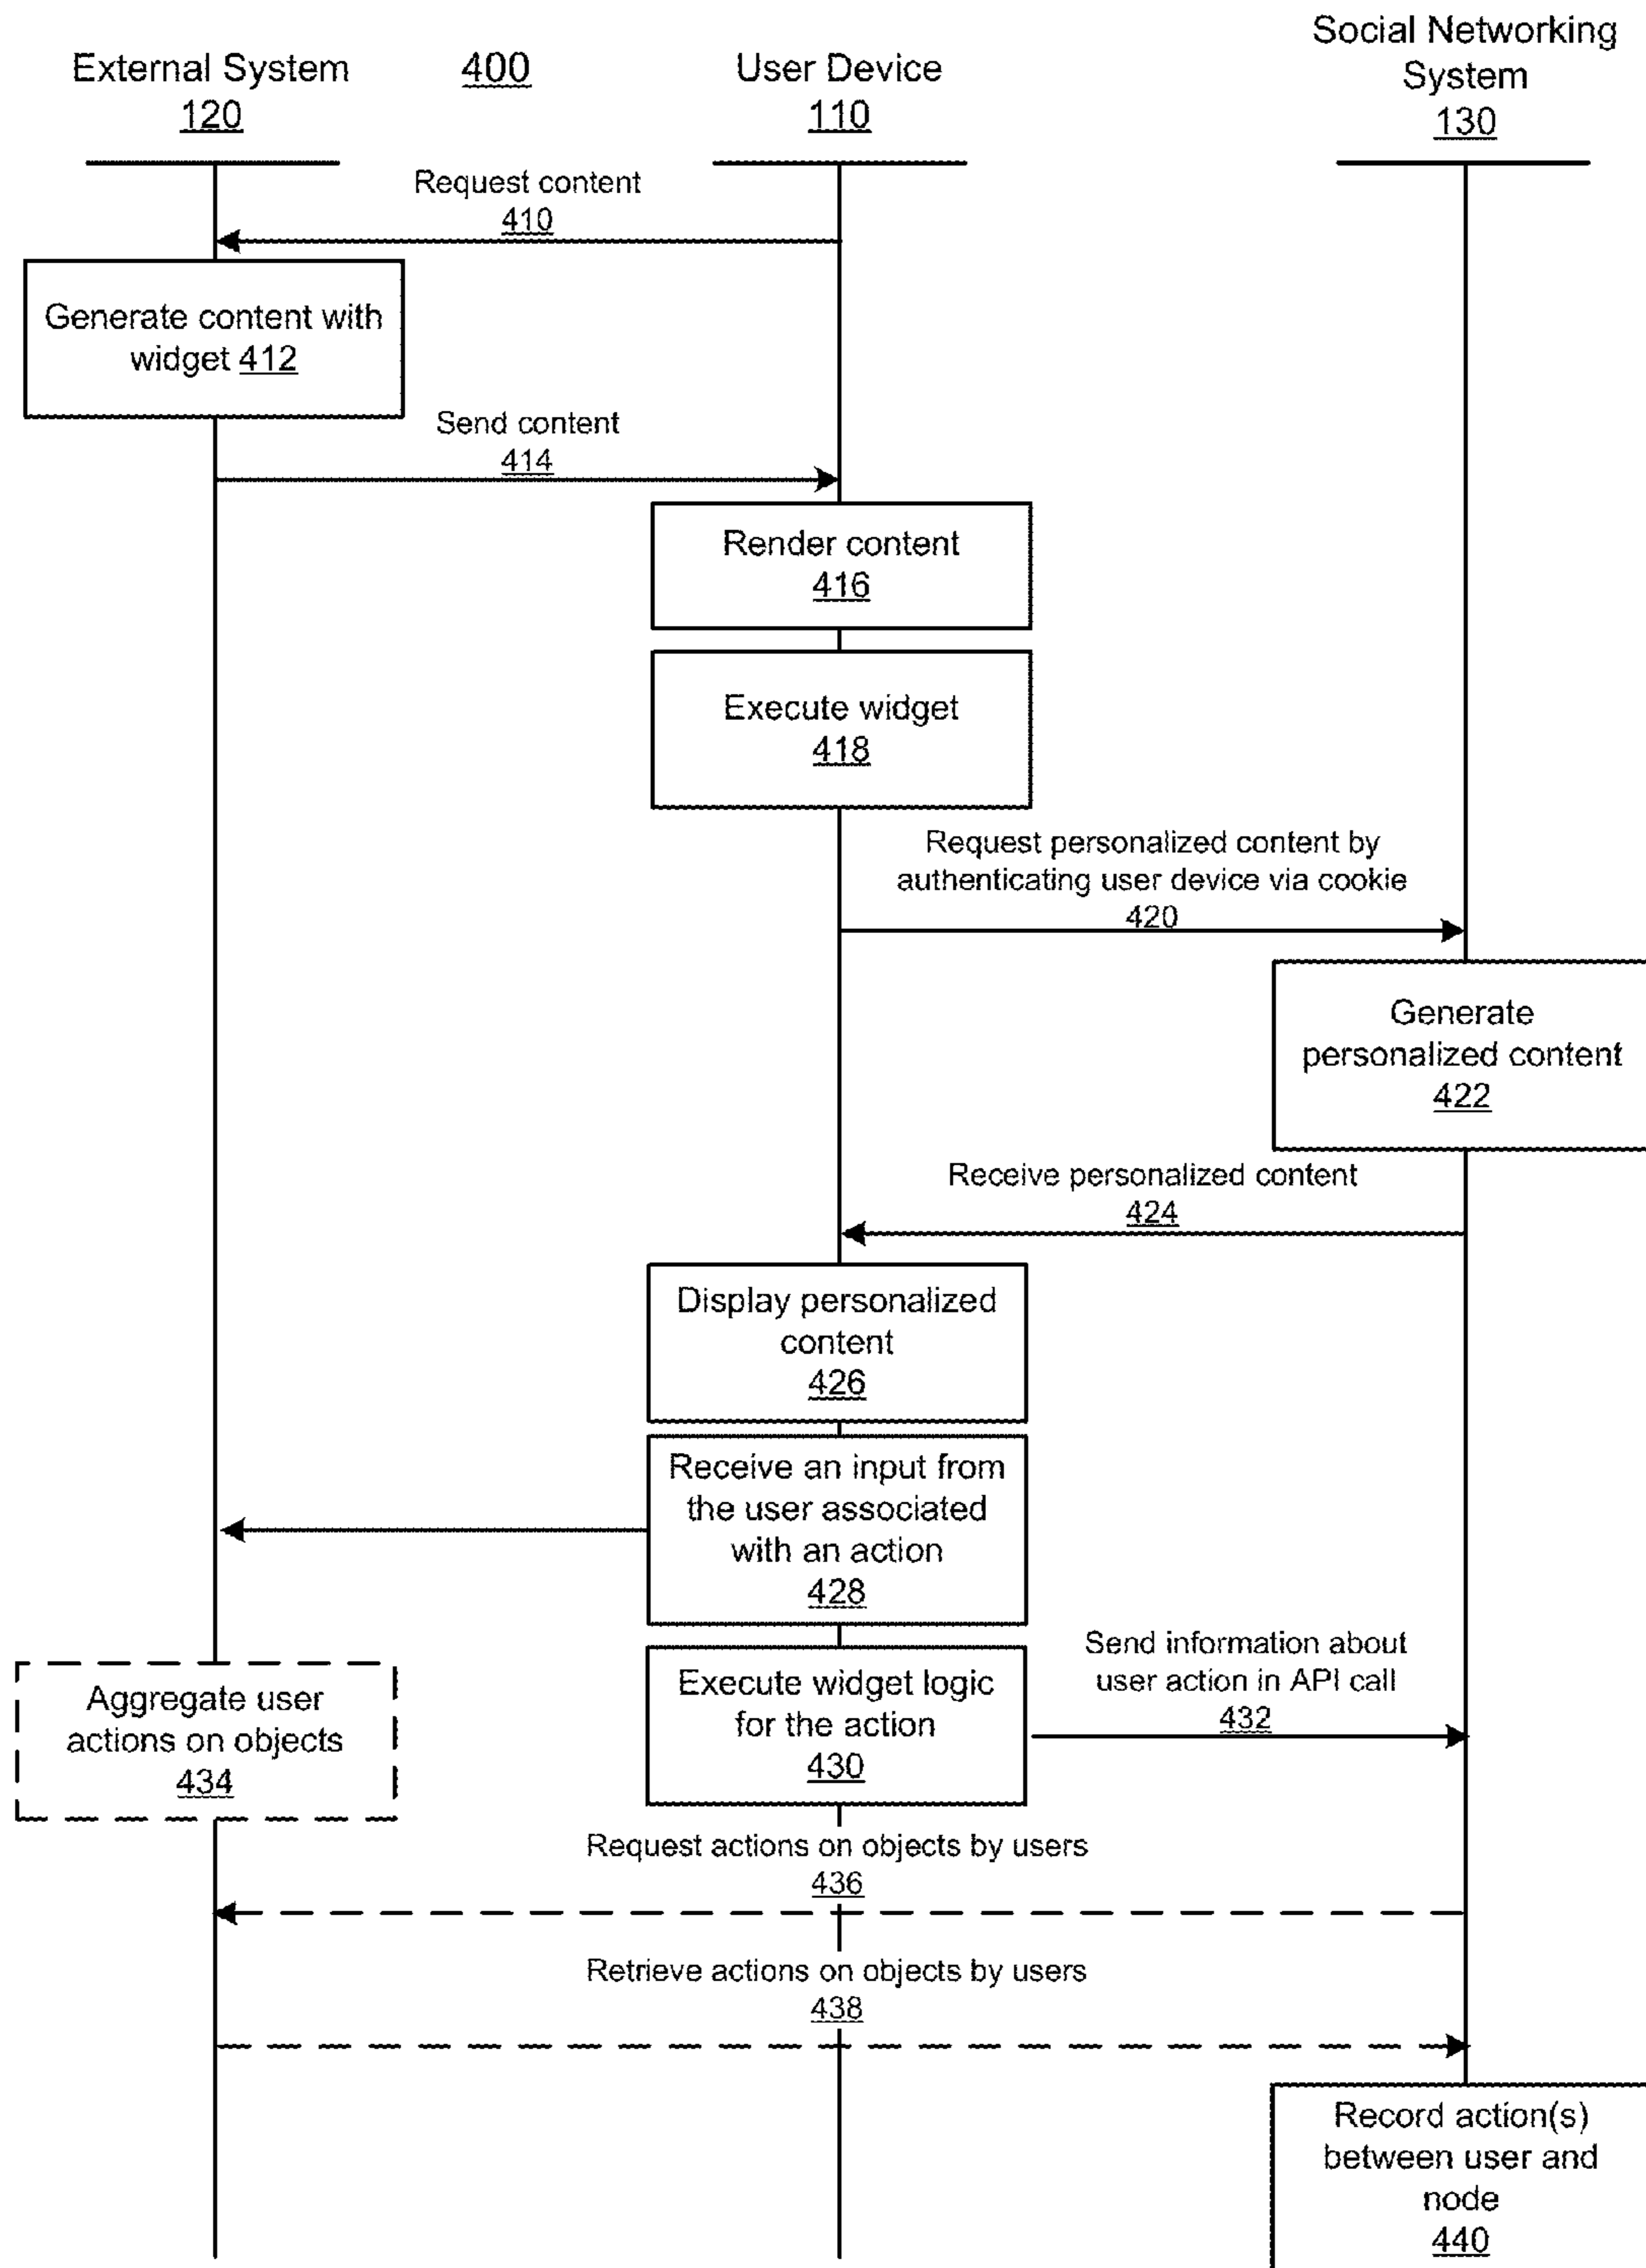 External System
120
400
User Device
110
Social Networking
System
130
Request content
410
Generate content with
widget 412
Send content
414
Render content
416
Execute widget
418
Request personalized content by
authenticating user device via cookie
420
Generate
personalized content
422
Receive personalized content
424
Display personalized
content
426
Receive an input from
the user associated
with an action
428
Execute widget logic
for the action
430
Send information about
user action in API call
432
Aggregate user
actions on objects
434
Request actions on objects by users
436
Retrieve actions on objects by users
438
Record action(s)
between user and
node
440